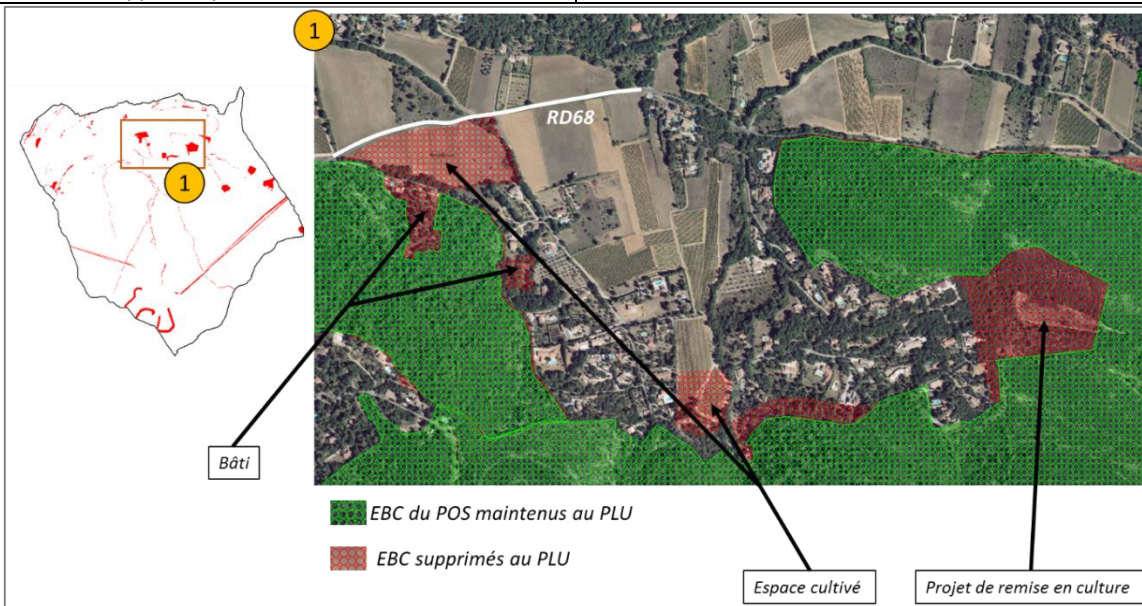 1
1
RD68
Bâti
EBC du POS maintenus au PLU
EBC supprimés au PLU
Espace cultivé
Projet de remise en culture